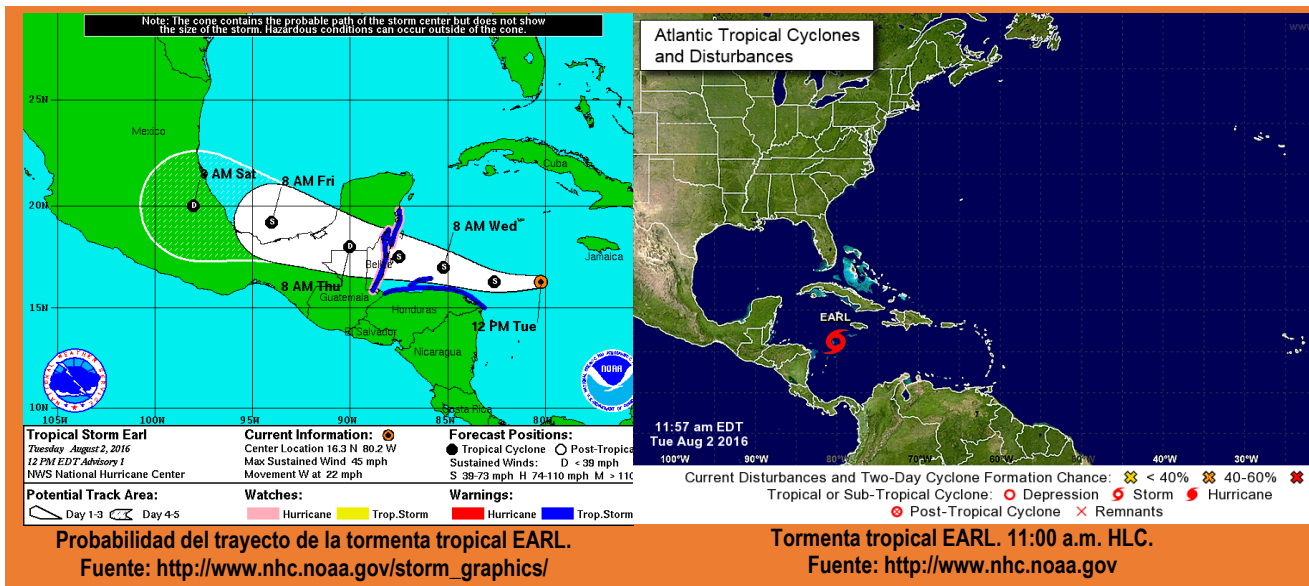 Note: The cone contains the probable path of the storm center but does not show
the size of the storm. Hazardous conditions can occur outside of the cone.
25N
20N
15N
10N
105W
100W
95W
90W
85W
80W
Mexico
Cuba
Jamaica
Belize
Guatemala
Honduras
El Salvador
Nicaragua
Costa Rica
8 AM Sat
8 AM Fri
8 AM Wed
8 AM Thu
12 PM Tue
D
S
D
S
S
S
NOAA
Tropical Storm Earl
Tuesday August 2, 2016
12 PM EDT Advisory 1
NWS National Hurricane Center
Current Information:
Center Location 16.3 N 80.2 W
Max Sustained Wind 45 mph
Movement W at 22 mph
Forecast Positions:
Tropical Cyclone Post-Tropica
Sustained Winds: D < 39 mph
S 39-73 mph H 74-110 mph M > 110
Potential Track Area:
Day 1-3 Day 4-5
Watches:
Hurricane Trop.Storm
Warnings:
Hurricane Trop.Storm
Probabilidad del trayecto de la tormenta tropical EARL.
Fuente: http://www.nhc.noaa.gov/storm_graphics/
Atlantic Tropical Cyclones
and Disturbances
www
50°N
40°N
EARL
11:57 am EDT
Tue Aug 2 2016
100°W
90°W
80°W
70°W
60°W
50°W
40°W
30°W
Current Disturbances and Two-Day Cyclone Formation Chance: < 40% 40-60%
Tropical or Sub-Tropical Cyclone: Depression Storm Hurricane
Post-Tropical Cyclone Remnants
Tormenta tropical EARL. 11:00 a.m. HLC.
Fuente: http://www.nhc.noaa.gov